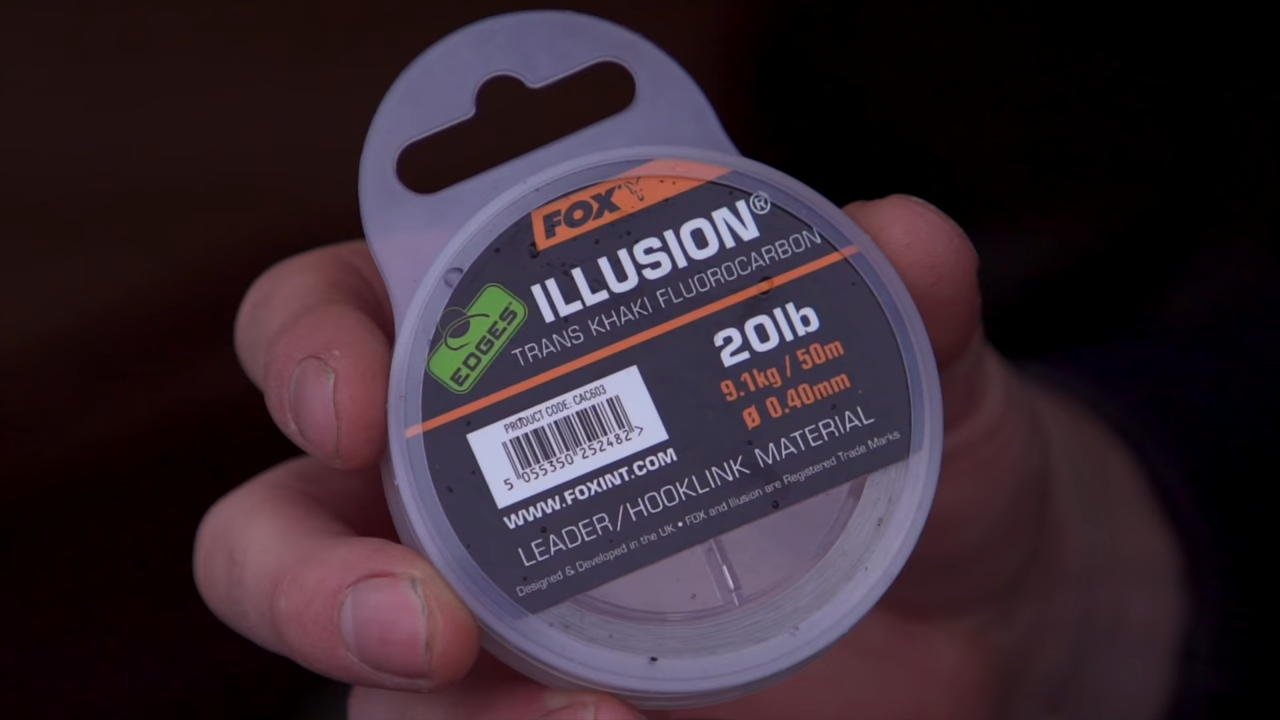 FOX
ILLUSION®
TRANS KHAKI FLUOROCARBON
EDGES
20lb
9.1kg / 50m
Ø 0.40mm
PRODUCT CODE: CAC603
5 055350 252482 >
WWW.FOXINT.COM
LEADER/HOOKLINK MATERIAL
Designed & Developed in the UK • FOX and Illusion are Registered Trade Marks